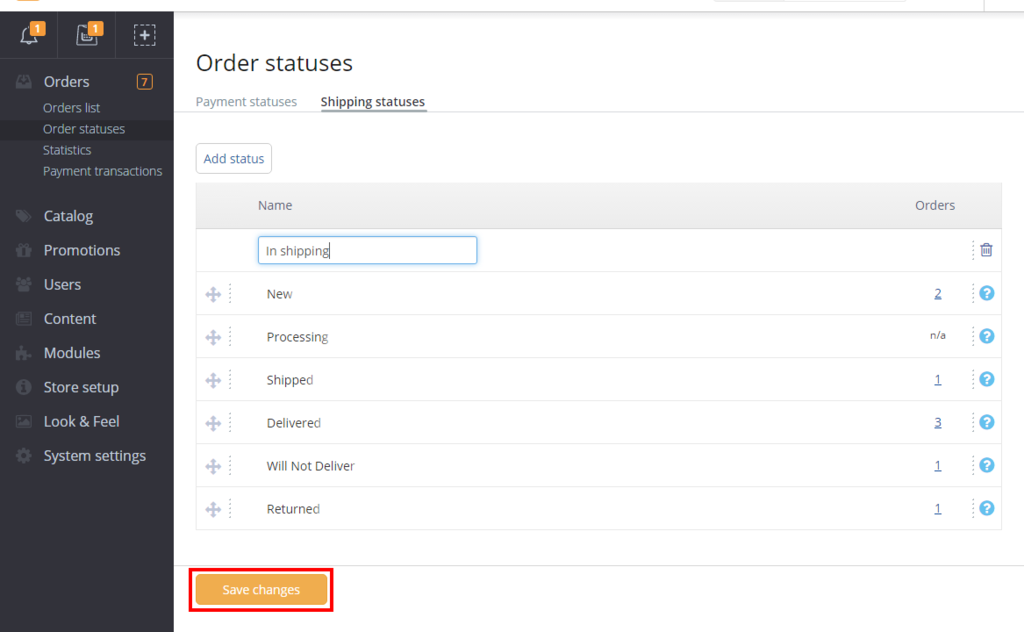 1
1
Orders 7
Orders list
Order statuses
Statistics
Payment transactions
Catalog
Promotions
Users
Content
Modules
Store setup
Look & Feel
System settings
Order statuses
Payment statuses Shipping statuses
Add status
Name Orders
In shipping
New 2 ?
Processing n/a ?
Shipped 1 ?
Delivered 3 ?
Will Not Deliver 1 ?
Returned 1 ?
Save changes